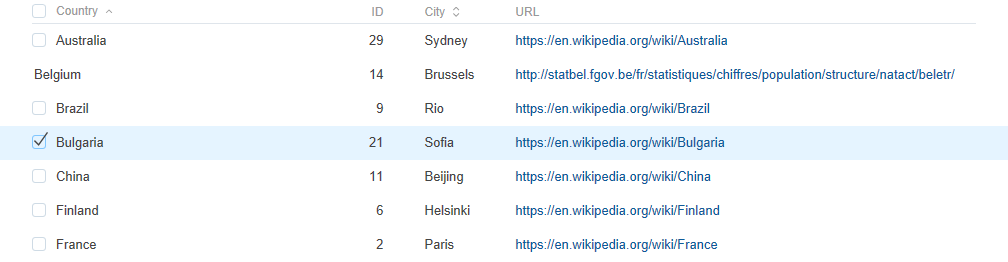 Country ID City URL
Australia 29 Sydney https://en.wikipedia.org/wiki/Australia
Belgium 14 Brussels http://statbel.fgov.be/fr/statistiques/chiffres/population/structure/natact/beletr/
Brazil 9 Rio https://en.wikipedia.org/wiki/Brazil
Bulgaria 21 Sofia https://en.wikipedia.org/wiki/Bulgaria
China 11 Beijing https://en.wikipedia.org/wiki/China
Finland 6 Helsinki https://en.wikipedia.org/wiki/Finland
France 2 Paris https://en.wikipedia.org/wiki/France